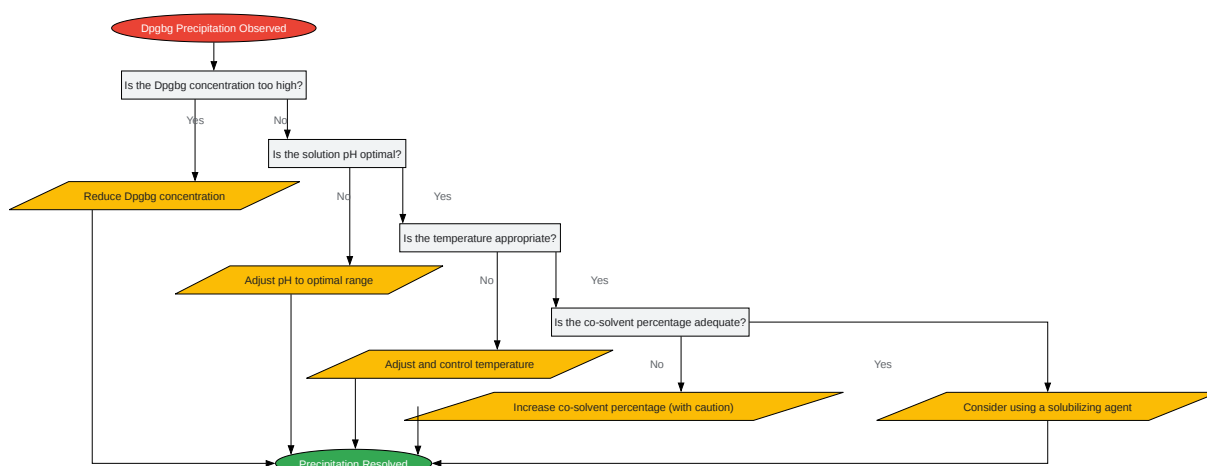 Dpgbg Precipitation Observed
Is the Dpgbg concentration too high?
Yes
No
Is the solution pH optimal?
Reduce Dpgbg concentration
No
Yes
Is the temperature appropriate?
Adjust pH to optimal range
No
Yes
Is the co-solvent percentage adequate?
Adjust and control temperature
No
Yes
Increase co-solvent percentage (with caution)
Consider using a solubilizing agent
Precipitation Resolved